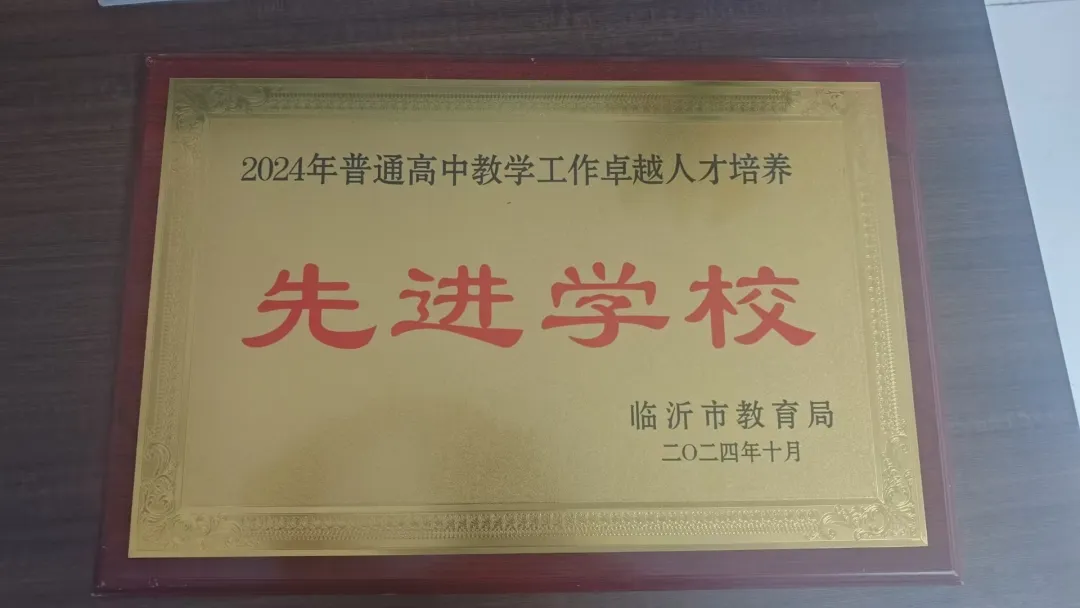 2024年普通高中教学工作卓越人才培养
先进学校
临沂市教育局
二〇二四年十月